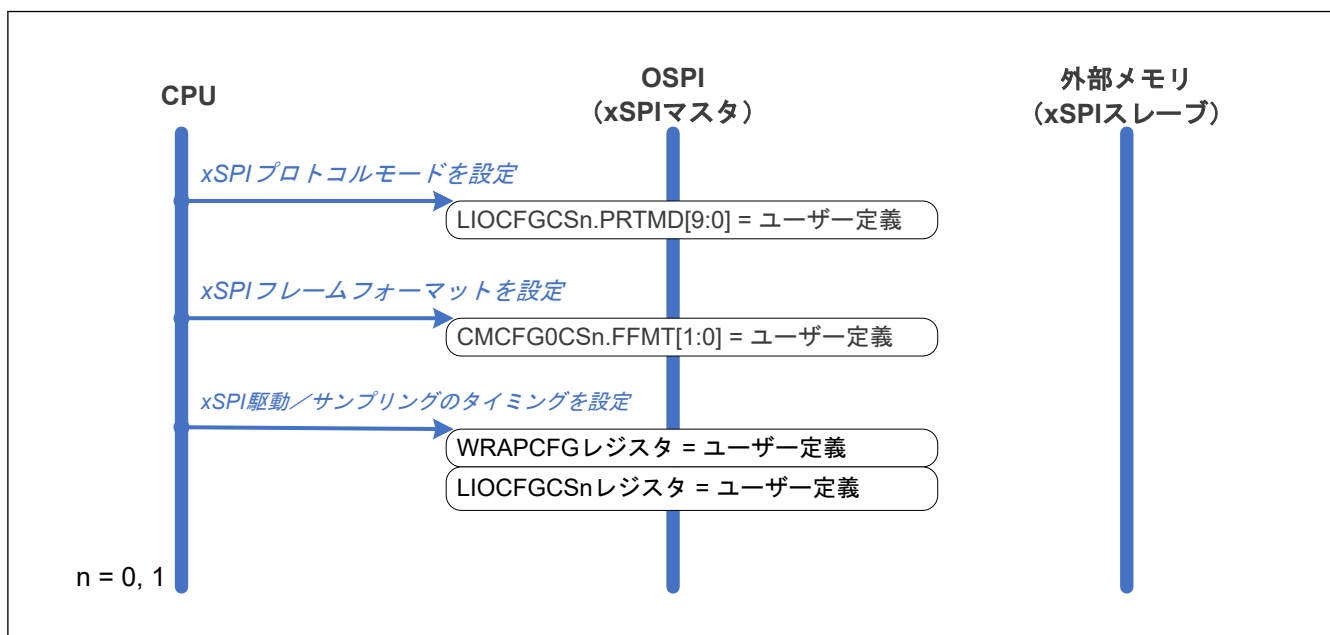 CPU
OSPI
(xSPIマスタ)
外部メモリ
(xSPIスレーブ)
xSPIプロトコルモードを設定
LIOCFGCSn.PRTMD[9:0] = ユーザー定義
xSPIフレームフォーマットを設定
CMCFG0CSn.FFMT[1:0] = ユーザー定義
xSPI駆動／サンプリングのタイミングを設定
WRAPCFGレジスタ = ユーザー定義
LIOCFGCSnレジスタ = ユーザー定義
n = 0, 1